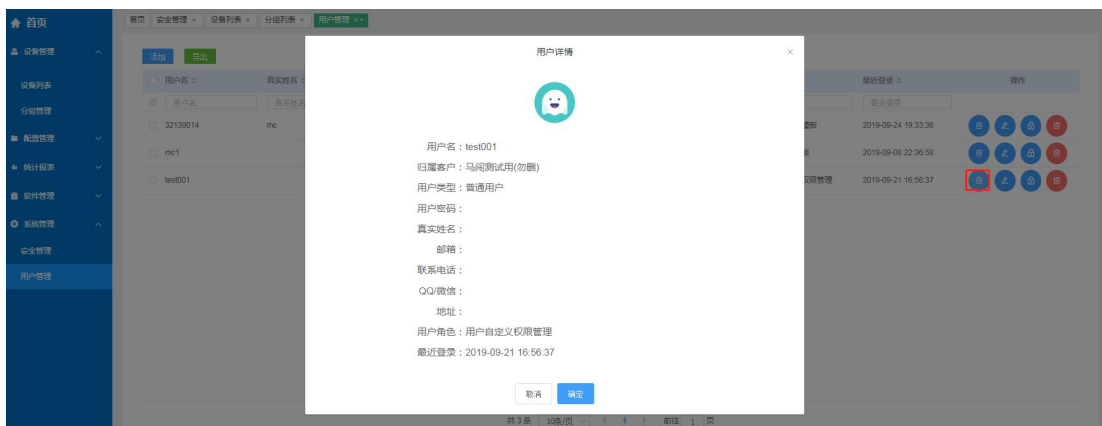 首页
首页 安全管理 × 设备列表 × 分组列表 × 用户管理 ×
设备管理
设备列表
分组管理
配置管理
统计报表
软件管理
系统管理
安全管理
用户管理
添加 导出
用户名 真实姓名 最近登录 操作
用户名 真实姓名 最近登录
32139014 mc 2019-09-24 19:33:36
mc1 2019-09-08 22:36:58
test001 权限管理 2019-09-21 16:56:37
用户详情 ×
用户名：test001
归属客户：马闯测试用(勿删)
用户类型：普通用户
用户密码：
真实姓名：
邮箱：
联系电话：
QQ/微信：
地址：
用户角色：用户自定义权限管理
最近登录：2019-09-21 16:56:37
取消 确定
共 3 条 10条/页 < 1 > 前往 1 页